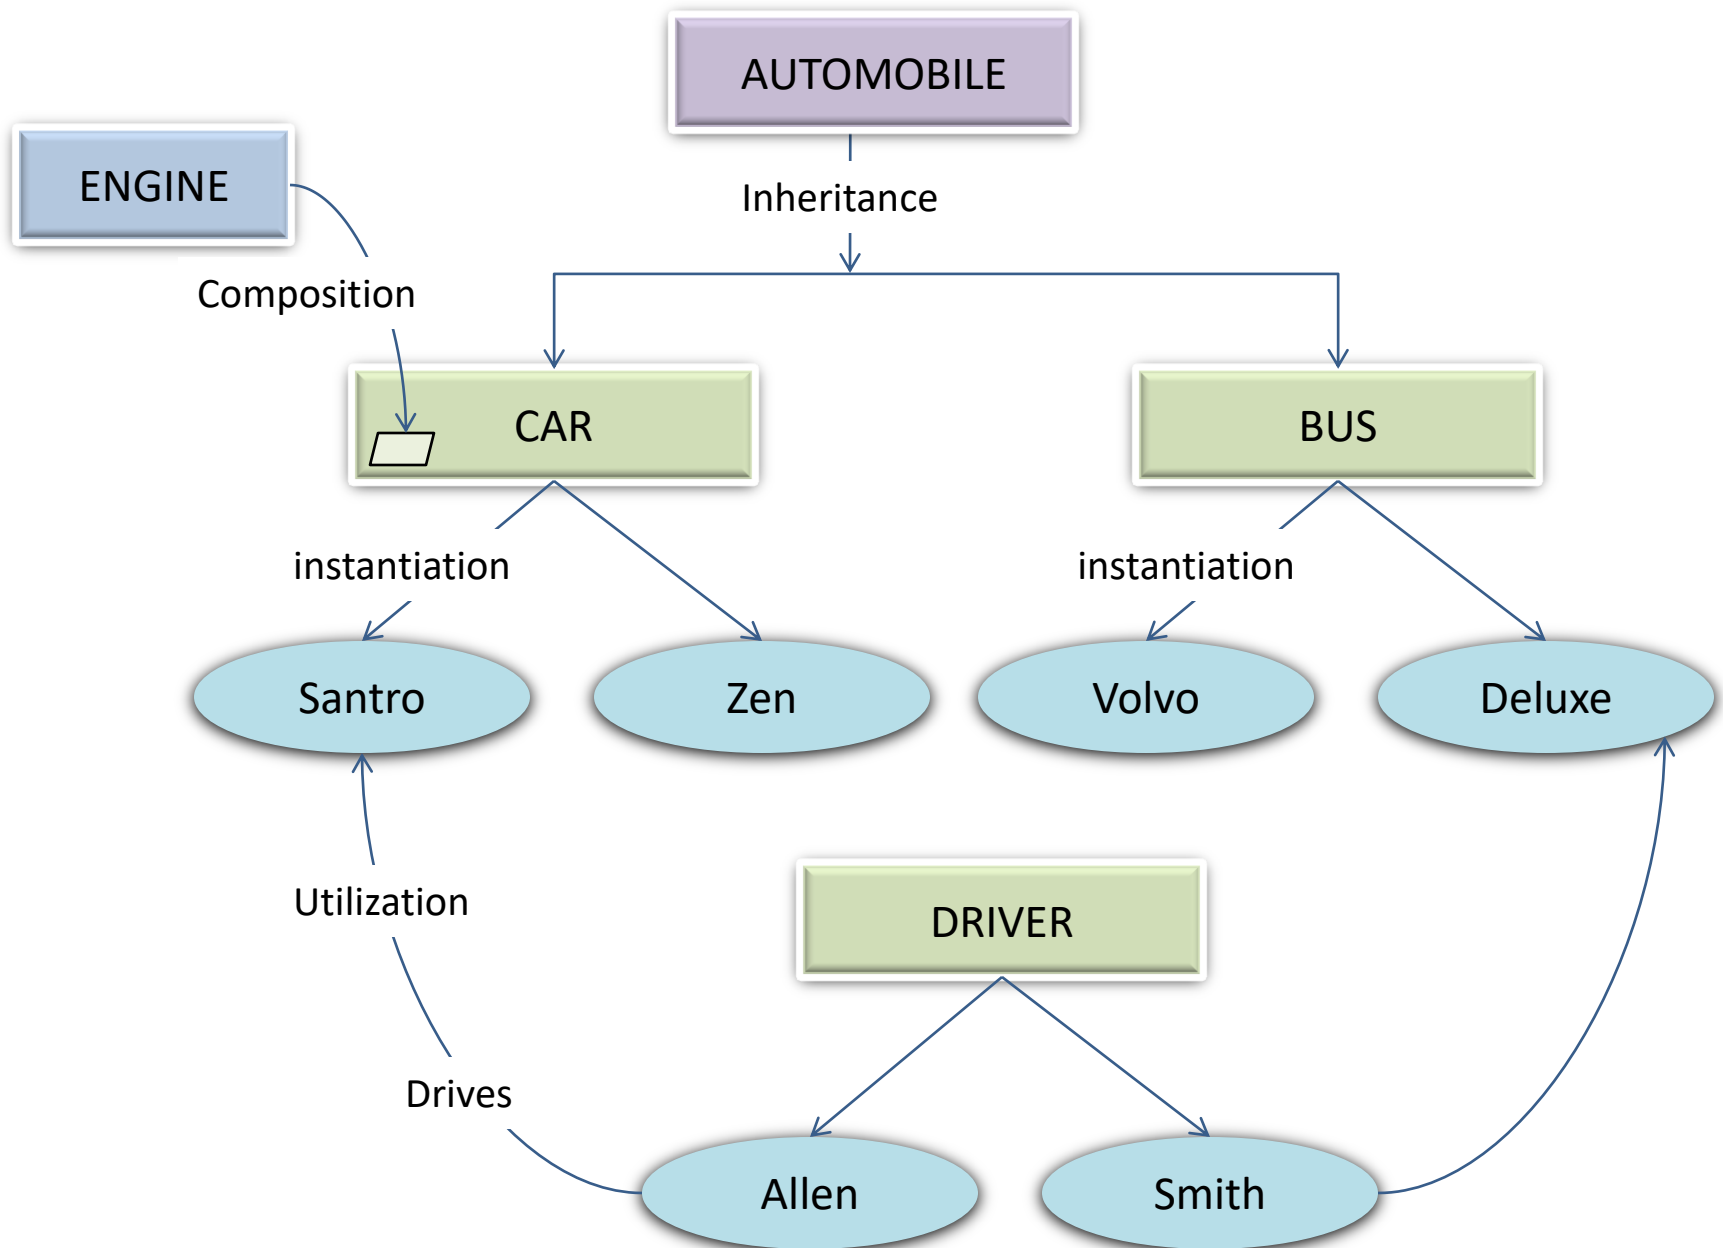 AUTOMOBILE
ENGINE
Inheritance
Composition
CAR
BUS
instantiation
instantiation
Santro
Zen
Volvo
Deluxe
Utilization
DRIVER
Drives
Allen
Smith